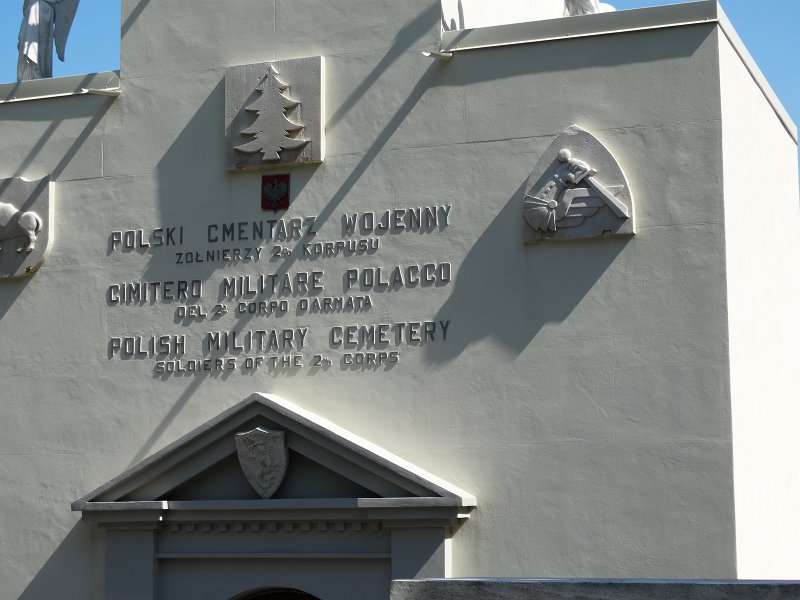 POLSKI CMENTARZ WOJENNY
ŻOŁNIERZY 2GO KORPUSU
CIMITERO MILITARE POLACCO
DEL 2º CORPO D'ARMATA
POLISH MILITARY CEMETERY
SOLDIERS OF THE 2ND CORPS